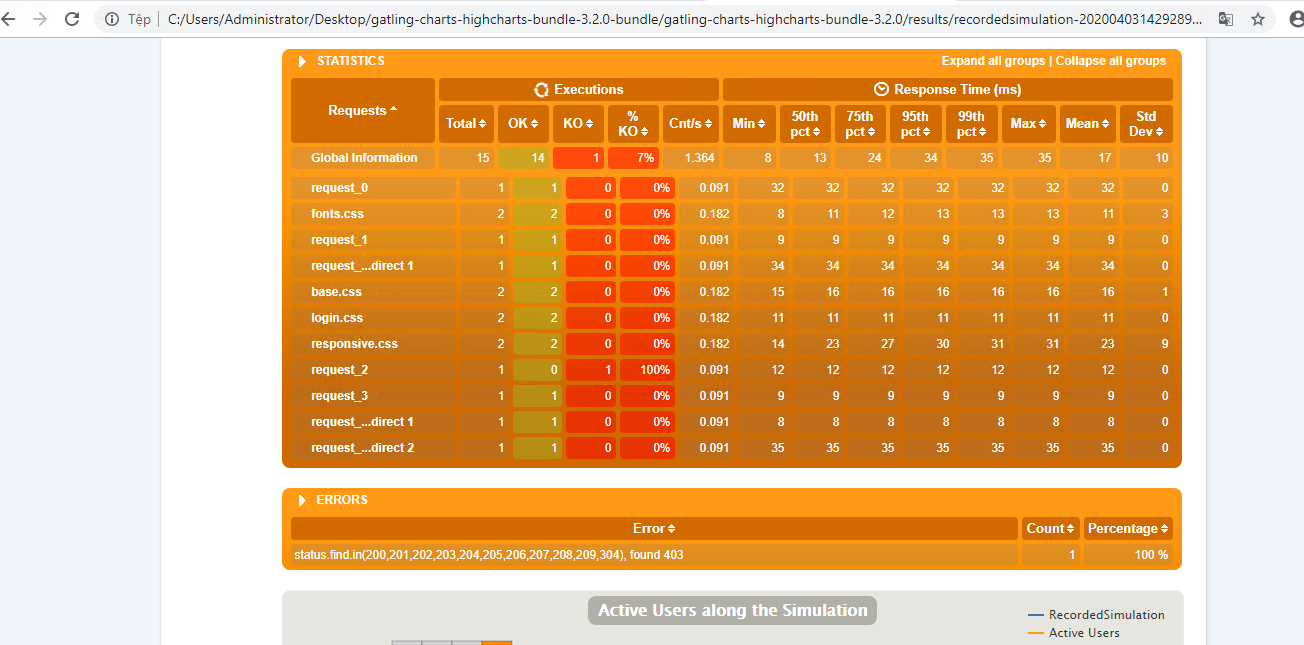 Tệp C:/Users/Administrator/Desktop/gatling-charts-highcharts-bundle-3.2.0-bundle/gatling-charts-highcharts-bundle-3.2.0/results/recordedsimulation-202004031429289...
STATISTICS Expand all groups | Collapse all groups
Requests Executions Response Time (ms)
Total OK KO % KO Cnt/s Min 50th pct 75th pct 95th pct 99th pct Max Mean Std Dev
Global Information 15 14 1 7% 1.364 8 13 24 34 35 35 17 10
request_0 1 1 0 0% 0.091 32 32 32 32 32 32 32 0
fonts.css 2 2 0 0% 0.182 8 11 12 13 13 13 11 3
request_1 1 1 0 0% 0.091 9 9 9 9 9 9 9 0
request_...direct 1 1 1 0 0% 0.091 34 34 34 34 34 34 34 0
base.css 2 2 0 0% 0.182 15 16 16 16 16 16 16 1
login.css 2 2 0 0% 0.182 11 11 11 11 11 11 11 0
responsive.css 2 2 0 0% 0.182 14 23 27 30 31 31 23 9
request_2 1 0 1 100% 0.091 12 12 12 12 12 12 12 0
request_3 1 1 0 0% 0.091 9 9 9 9 9 9 9 0
request_...direct 1 1 1 0 0% 0.091 8 8 8 8 8 8 8 0
request_...direct 2 1 1 0 0% 0.091 35 35 35 35 35 35 35 0
ERRORS
Error Count Percentage
status.find.in(200,201,202,203,204,205,206,207,208,209,304), found 403 1 100 %
Active Users along the Simulation
RecordedSimulation
Active Users